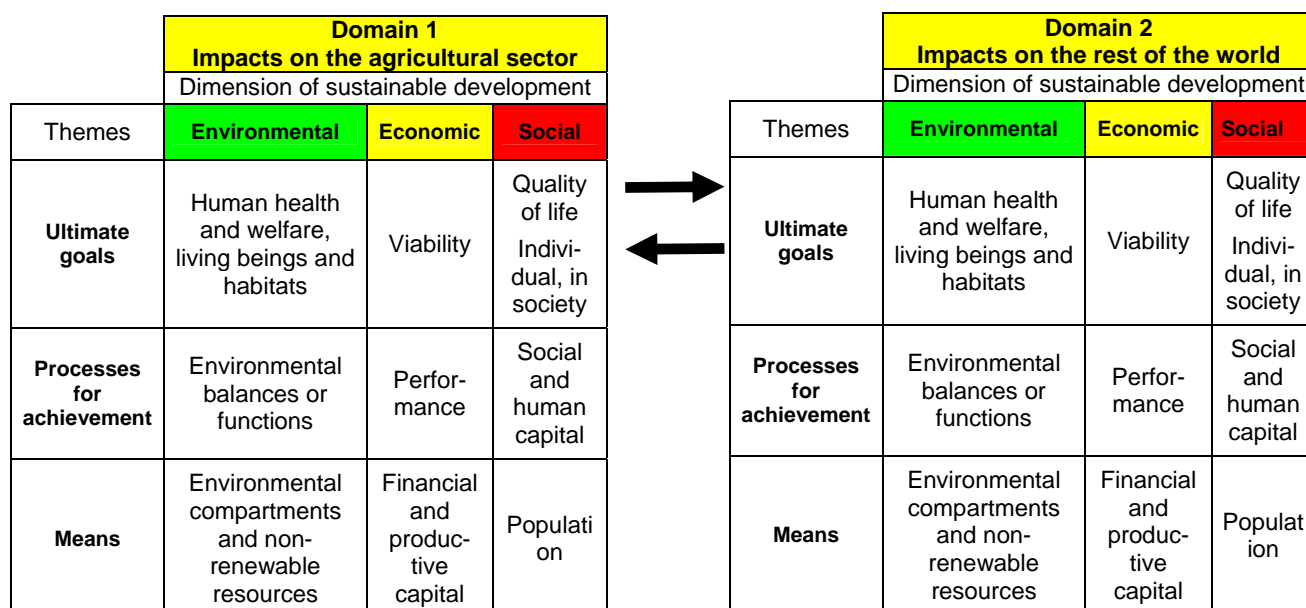 Domain 1
Impacts on the agricultural sector
Dimension of sustainable development
Themes
Environmental
Economic
Social
Ultimate
goals
Human health
and welfare,
living beings and
habitats
Viability
Quality
of life
Indivi-
dual, in
society
Processes
for
achievement
Environmental
balances or
functions
Perfor-
mance
Social
and
human
capital
Means
Environmental
compartments
and non-
renewable
resources
Financial
and
produc-
tive
capital
Populati
on
Domain 2
Impacts on the rest of the world
Dimension of sustainable development
Themes
Environmental
Economic
Social
Ultimate
goals
Human health
and welfare,
living beings and
habitats
Viability
Quality
of life
Indivi-
dual, in
society
Processes
for
achievement
Environmental
balances or
functions
Perfor-
mance
Social
and
human
capital
Means
Environmental
compartments
and non-
renewable
resources
Financial
and
produc-
tive
capital
Populat
ion